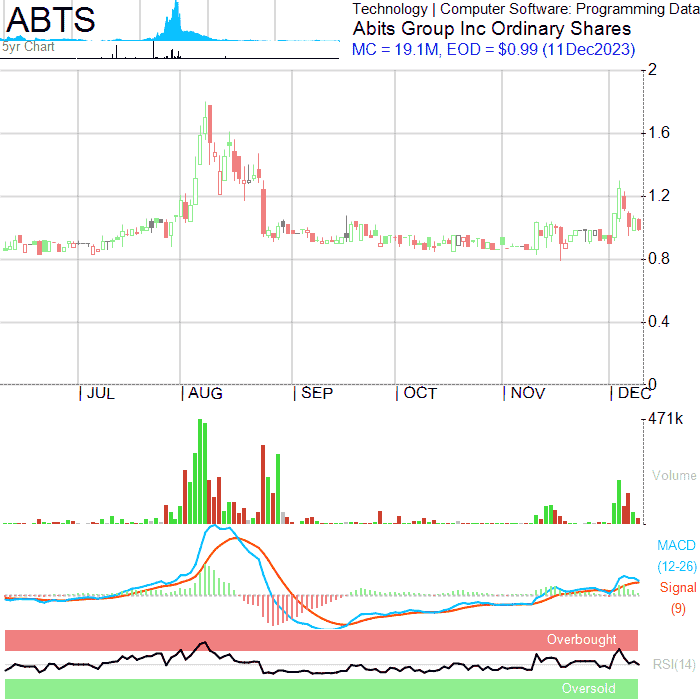 ABTS
5yr Chart
Technology | Computer Software: Programming Data
Abits Group Inc Ordinary Shares
MC = 19.1M, EOD = $0.99 (11Dec2023)
2
1.6
1.2
0.8
0.4
0
| JUL | AUG | SEP | OCT | NOV | DEC
471k
Volume
MACD
(12-26)
Signal
(9)
Overbought
RSI(14)
Oversold